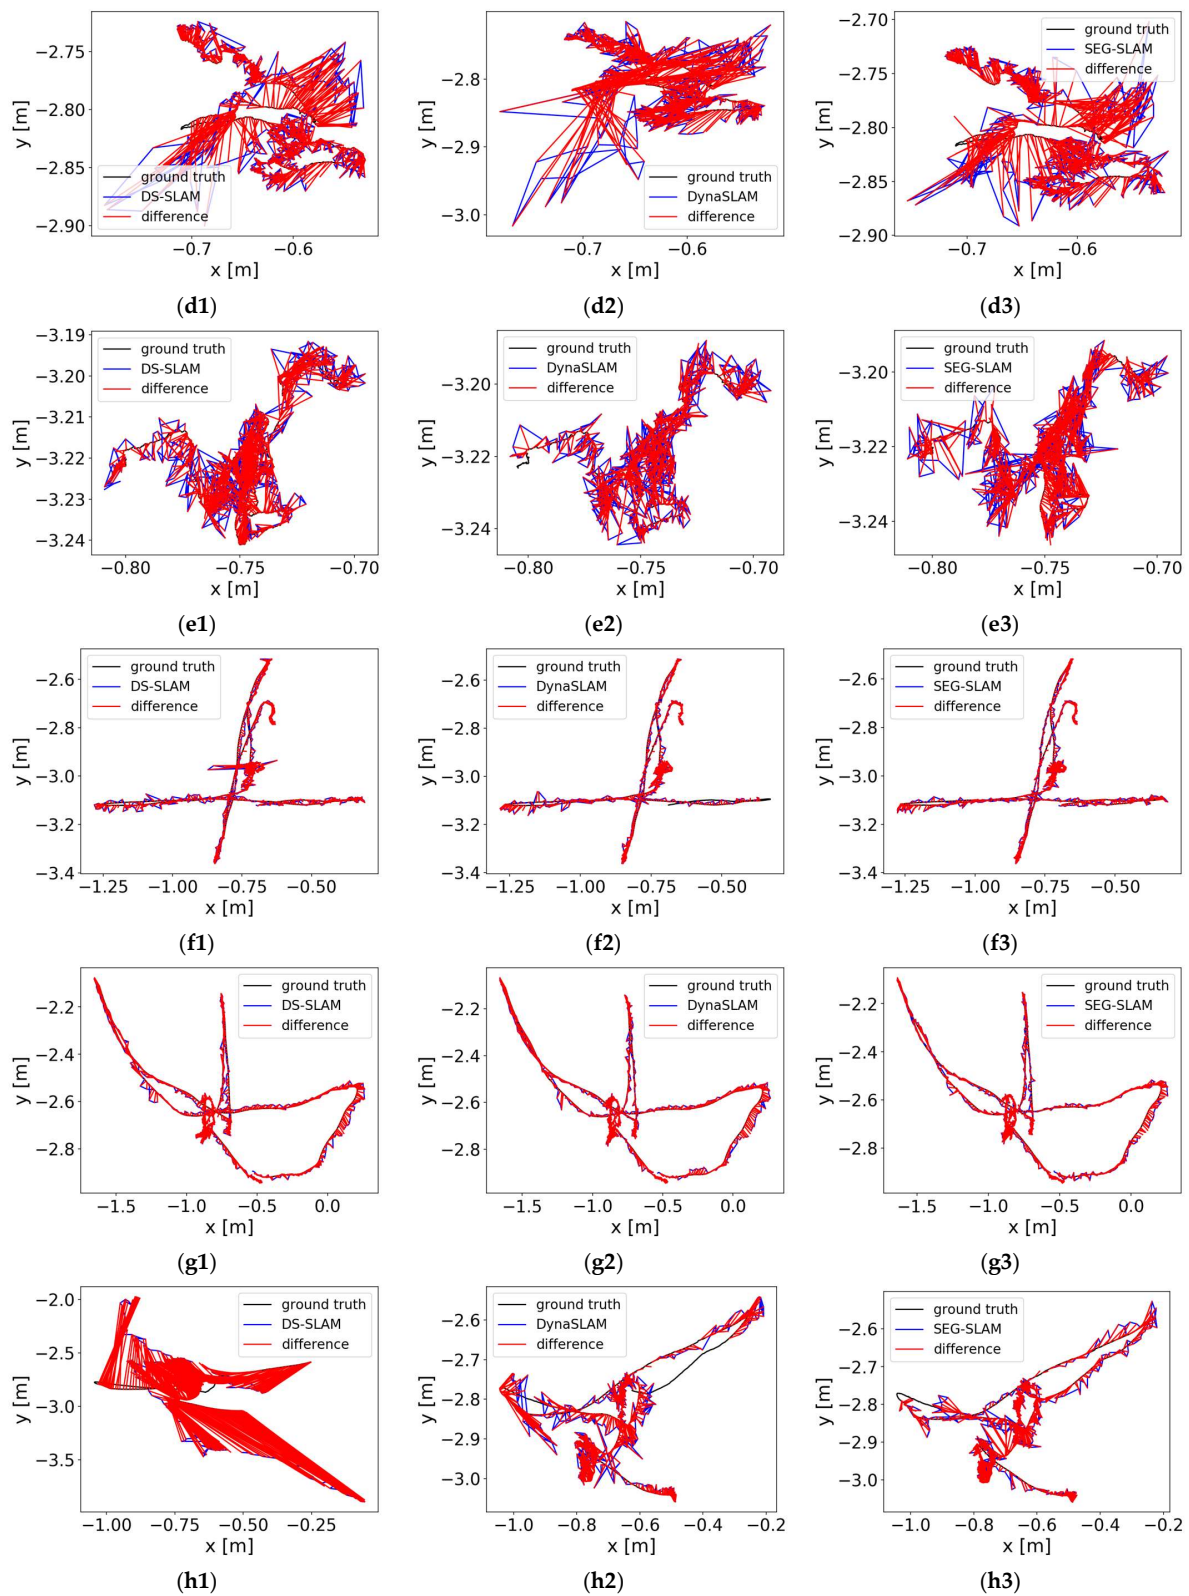 −2.75
−2.80
−2.85
−2.90
y [m]
ground truth
DS-SLAM
difference
−0.7
−0.6
x [m]
(d1)
−2.8
−2.9
−3.0
y [m]
ground truth
DynaSLAM
difference
−0.7
−0.6
x [m]
(d2)
−2.70
−2.75
−2.80
−2.85
−2.90
y [m]
ground truth
SEG-SLAM
difference
−0.7
−0.6
x [m]
(d3)
−3.19
−3.20
−3.21
−3.22
−3.23
−3.24
y [m]
ground truth
DS-SLAM
difference
−0.80
−0.75
−0.70
x [m]
(e1)
−3.20
−3.22
−3.24
y [m]
ground truth
DynaSLAM
difference
−0.80
−0.75
−0.70
x [m]
(e2)
−3.20
−3.22
−3.24
y [m]
ground truth
SEG-SLAM
difference
−0.80
−0.75
−0.70
x [m]
(e3)
−2.6
−2.8
−3.0
−3.2
−3.4
y [m]
ground truth
DS-SLAM
difference
−1.25
−1.00
−0.75
−0.50
x [m]
(f1)
−2.6
−2.8
−3.0
−3.2
−3.4
y [m]
ground truth
DynaSLAM
difference
−1.25
−1.00
−0.75
−0.50
x [m]
(f2)
−2.6
−2.8
−3.0
−3.2
−3.4
y [m]
ground truth
SEG-SLAM
difference
−1.25
−1.00
−0.75
−0.50
x [m]
(f3)
−2.2
−2.4
−2.6
−2.8
y [m]
ground truth
DS-SLAM
difference
−1.5
−1.0
−0.5
0.0
x [m]
(g1)
−2.2
−2.4
−2.6
−2.8
y [m]
ground truth
DynaSLAM
difference
−1.5
−1.0
−0.5
0.0
x [m]
(g2)
−2.2
−2.4
−2.6
−2.8
y [m]
ground truth
SEG-SLAM
difference
−1.5
−1.0
−0.5
0.0
x [m]
(g3)
−2.0
−2.5
−3.0
−3.5
y [m]
ground truth
DS-SLAM
difference
−1.00
−0.75
−0.50
−0.25
x [m]
(h1)
−2.6
−2.7
−2.8
−2.9
−3.0
y [m]
ground truth
DynaSLAM
difference
−1.0
−0.8
−0.6
−0.4
−0.2
x [m]
(h2)
−2.6
−2.7
−2.8
−2.9
−3.0
y [m]
ground truth
SEG-SLAM
difference
−1.0
−0.8
−0.6
−0.4
−0.2
x [m]
(h3)